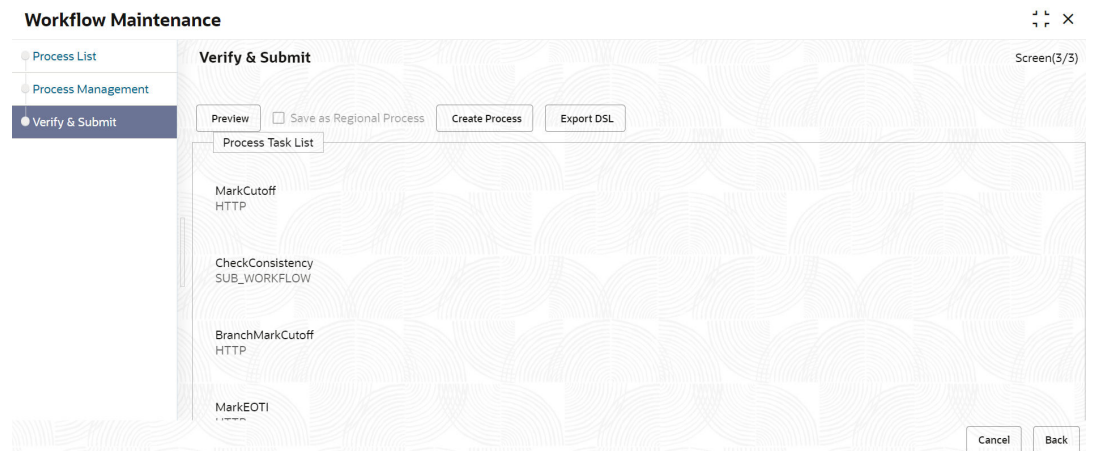 Workflow Maintenance
Process List
Process Management
Verify & Submit
Verify & Submit
Screen(3/3)
Preview
Save as Regional Process
Create Process
Export DSL
Process Task List
MarkCutoff
HTTP
CheckConsistency
SUB_WORKFLOW
BranchMarkCutoff
HTTP
MarkEOTI
Cancel
Back